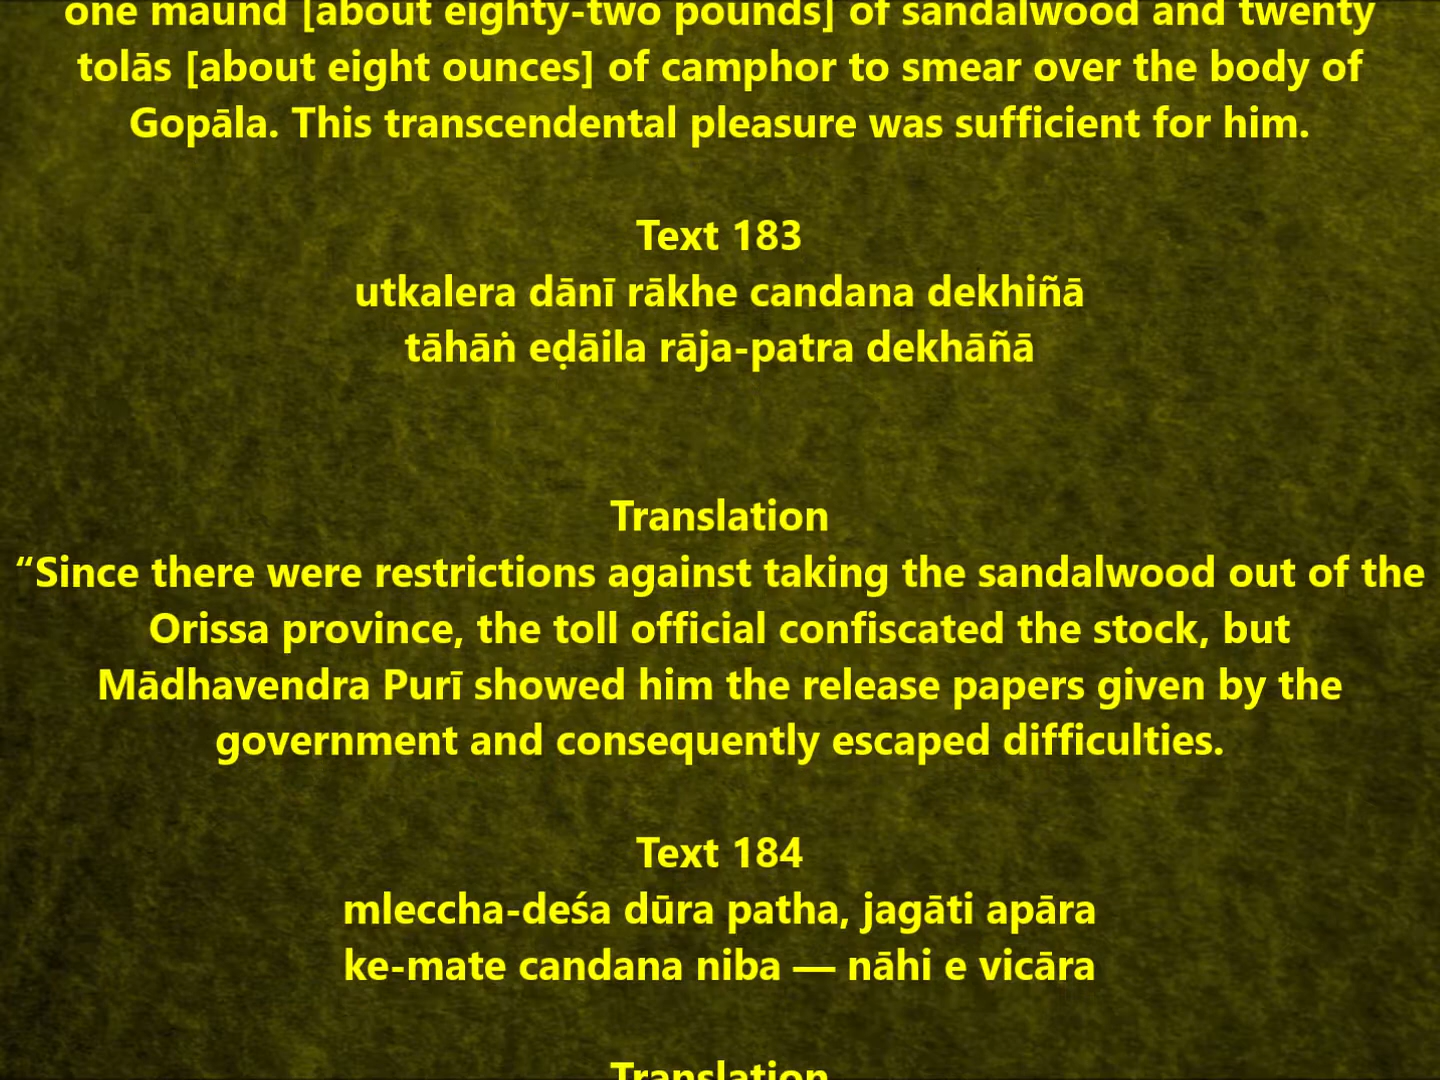 one maund [about eighty-two pounds] of sandalwood and twenty
tolās [about eight ounces] of camphor to smear over the body of
Gopāla. This transcendental pleasure was sufficient for him.
Text 183
utkalera dānī rākhe candana dekhiñā
tāhāṅ eḍāila rāja-patra dekhāñā
Translation
“Since there were restrictions against taking the sandalwood out of the
Orissa province, the toll official confiscated the stock, but
Mādhavendra Purī showed him the release papers given by the
government and consequently escaped difficulties.
Text 184
mleccha-deśa dūra patha, jagāti apāra
ke-mate candana niba — nāhi e vicāra
Translation